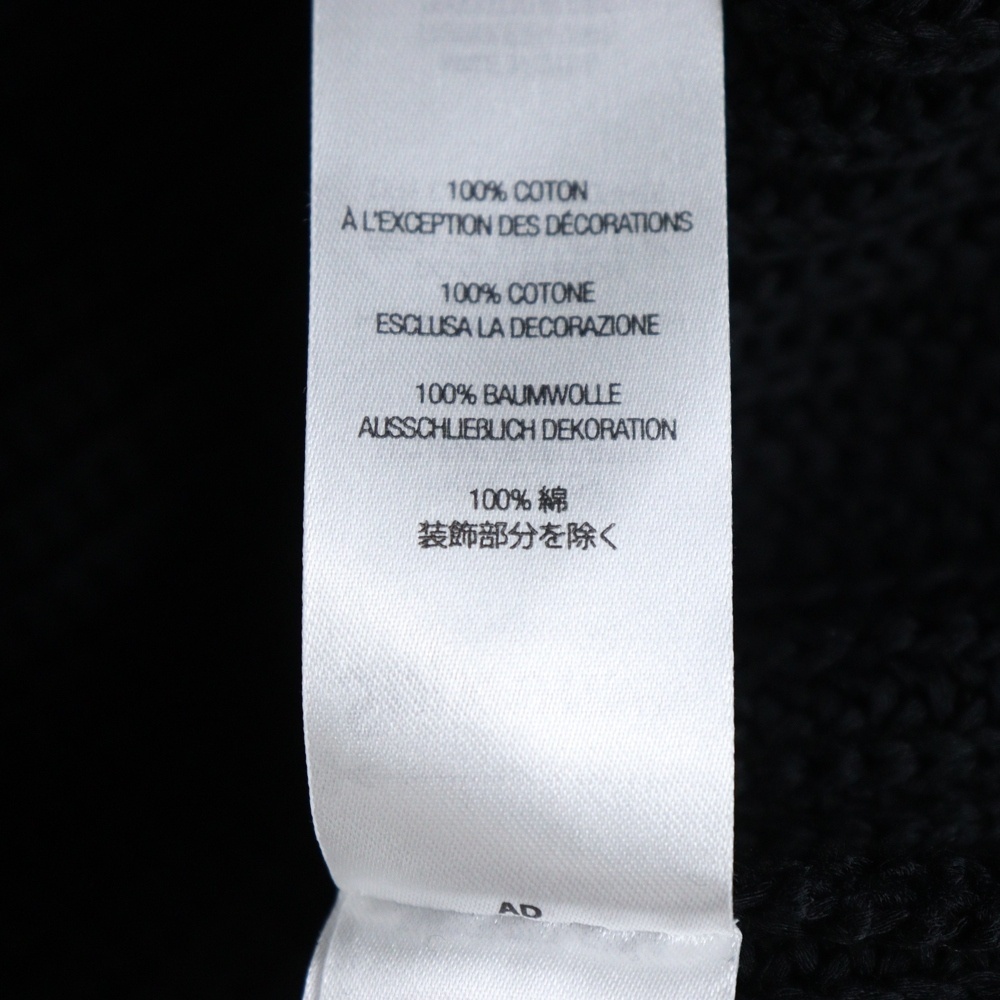 100% COTON
À L'EXCEPTION DES DÉCORATIONS
100% COTONE
ESCLUSA LA DECORAZIONE
100% BAUMWOLLE
AUSSCHLIEBLICH DEKORATION
100% 綿
装飾部分を除く
AD